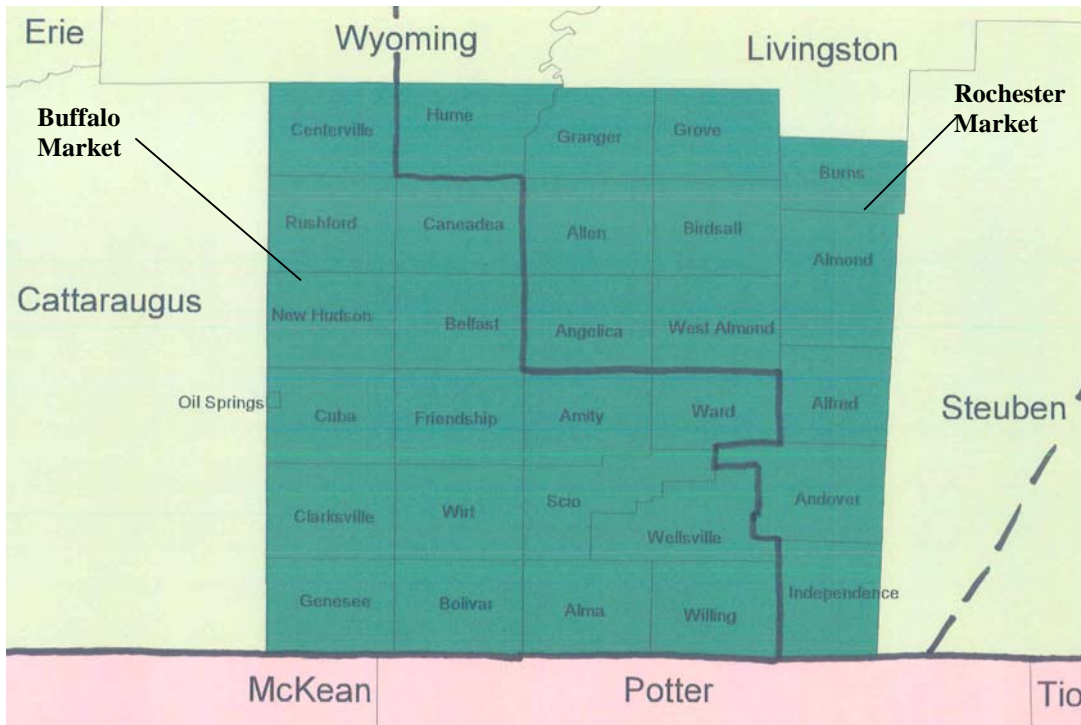 Erie
Wyoming
Livingston
Buffalo
Market
Rochester
Market
Centerville
Hume
Granger
Grove
Burns
Rushford
Caneadea
Allen
Birdsall
Almond
Cattaraugus
New Hudson
Belfast
Angelica
West Almond
Oil Springs
Cuba
Friendship
Amity
Ward
Alfred
Steuben
Clarksville
Wirt
Scio
Wellsville
Andover
Genesee
Bolivar
Alma
Willing
Independence
McKean
Potter
Tio